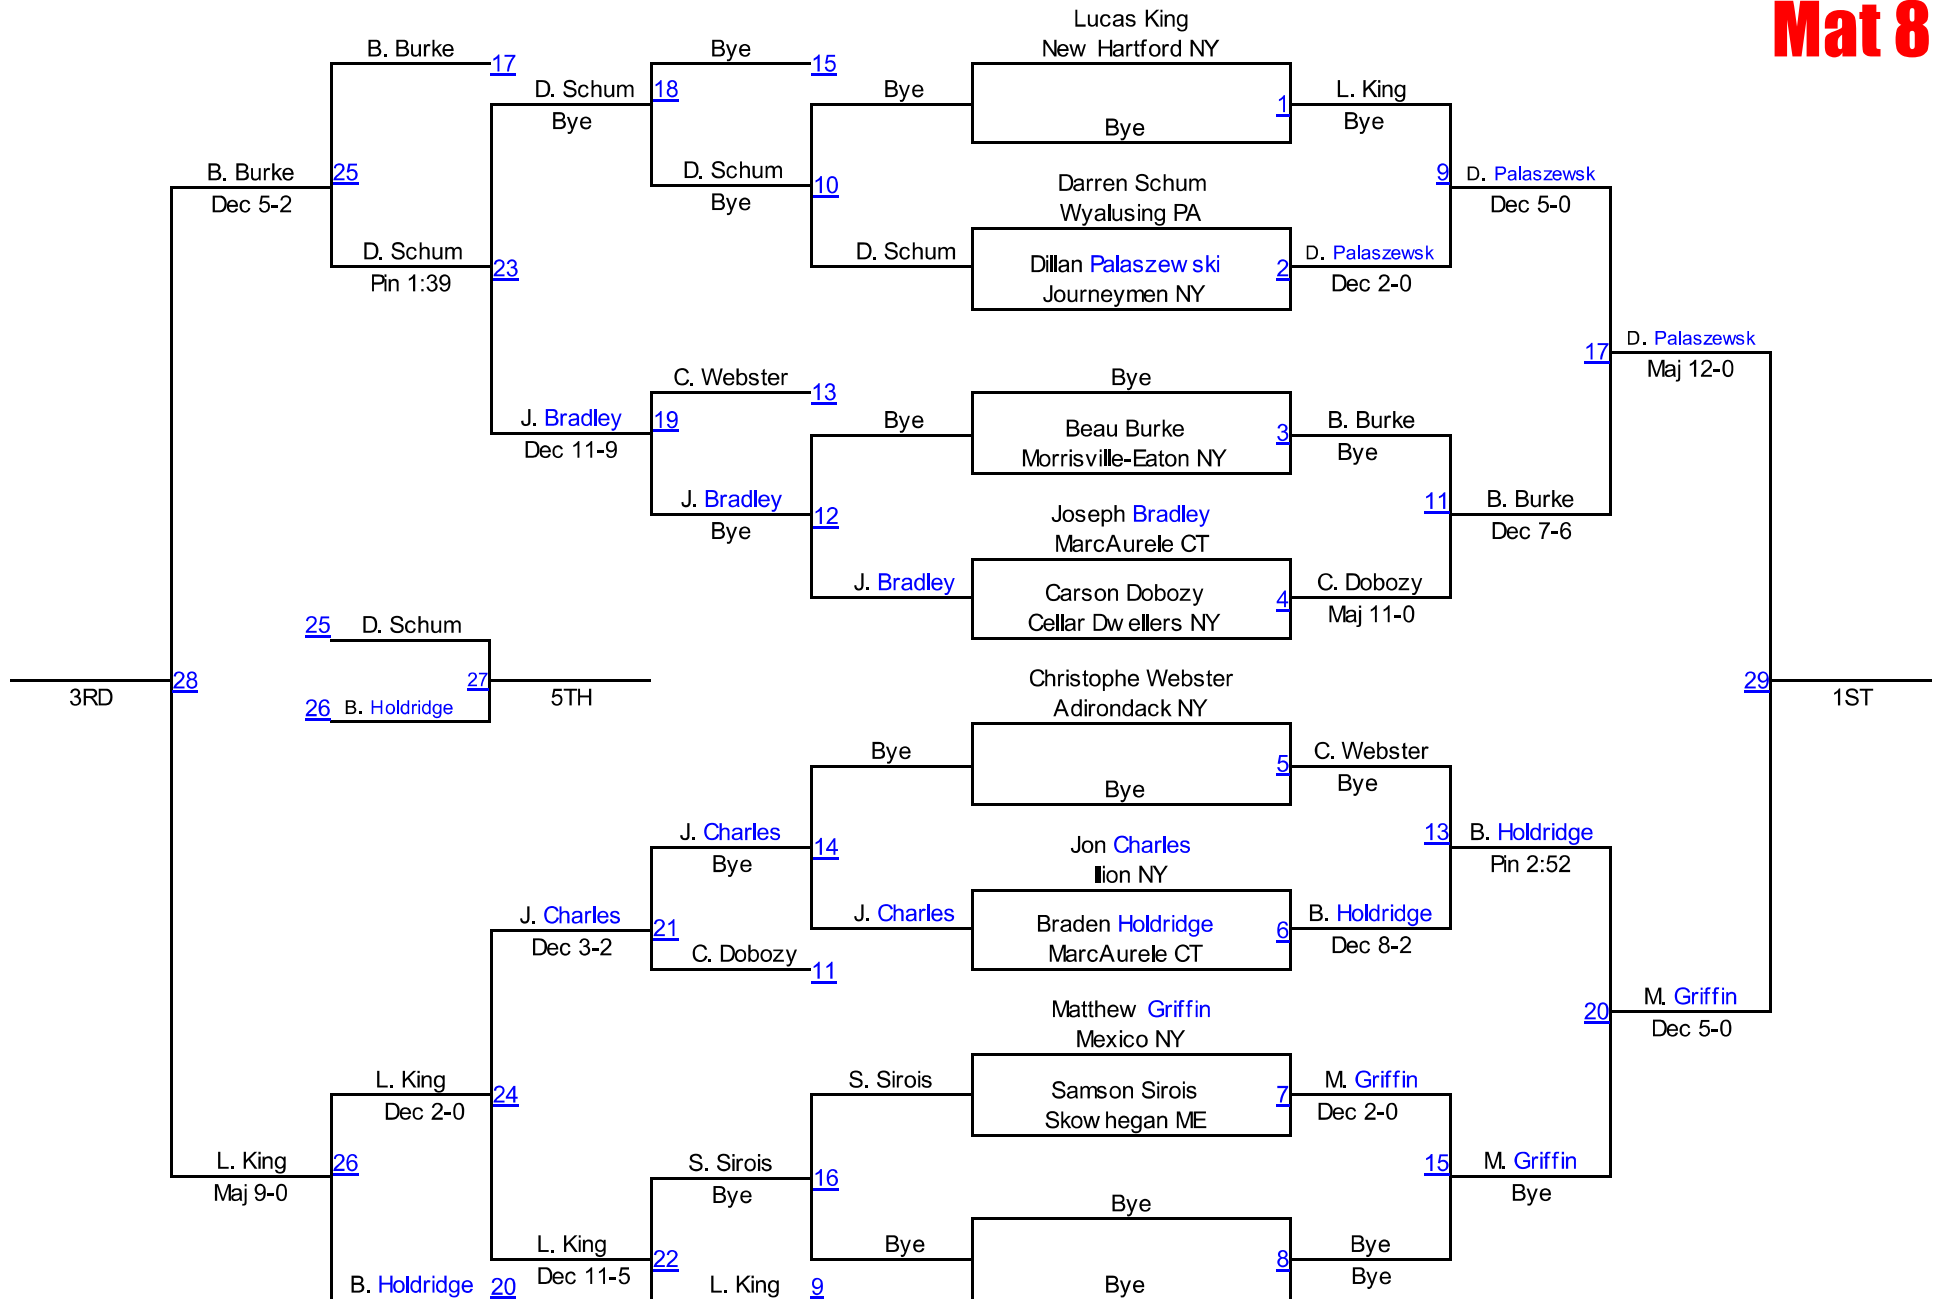 Mat 8
Lucas King
New Hartford NY
B. Burke
17
Bye
15
D. Schum
18
Bye
1
L. King
Bye
Bye
Bye
B. Burke
25
D. Schum
10
Darren Schum
9
D. Palaszewsk
Dec 5-2
Bye
Wyalusing PA
Dec 5-0
D. Schum
23
D. Schum
Dillan Palaszewski
2
D. Palaszewsk
Pin 1:39
Journeymen NY
Dec 2-0
17
D. Palaszewsk
Maj 12-0
C. Webster
13
Bye
J. Bradley
19
Bye
Beau Burke
3
B. Burke
Dec 11-9
Morrisville-Eaton NY
Bye
J. Bradley
12
Joseph Bradley
11
B. Burke
Bye
MarcAurele CT
Dec 7-6
J. Bradley
Carson Dobozy
4
C. Dobozy
Cellar Dwellers NY
Maj 11-0
25
D. Schum
28
27
Christophe Webster
29
3RD
5TH
Adirondack NY
1ST
26
B. Holdridge
Bye
5
C. Webster
Bye
Bye
J. Charles
14
Jon Charles
13
B. Holdridge
Bye
Ilion NY
Pin 2:52
J. Charles
21
J. Charles
Braden Holdridge
6
B. Holdridge
Dec 3-2
MarcAurele CT
Dec 8-2
C. Dobozy
11
Matthew Griffin
20
M. Griffin
Mexico NY
Dec 5-0
L. King
24
S. Sirois
Samson Sirois
7
M. Griffin
Dec 2-0
Skowhegan ME
Dec 2-0
L. King
26
S. Sirois
16
15
M. Griffin
Maj 9-0
Bye
Bye
Bye
L. King
22
Bye
8
Bye
Dec 11-5
Bye
B. Holdridge
20
L. King
9
Bye